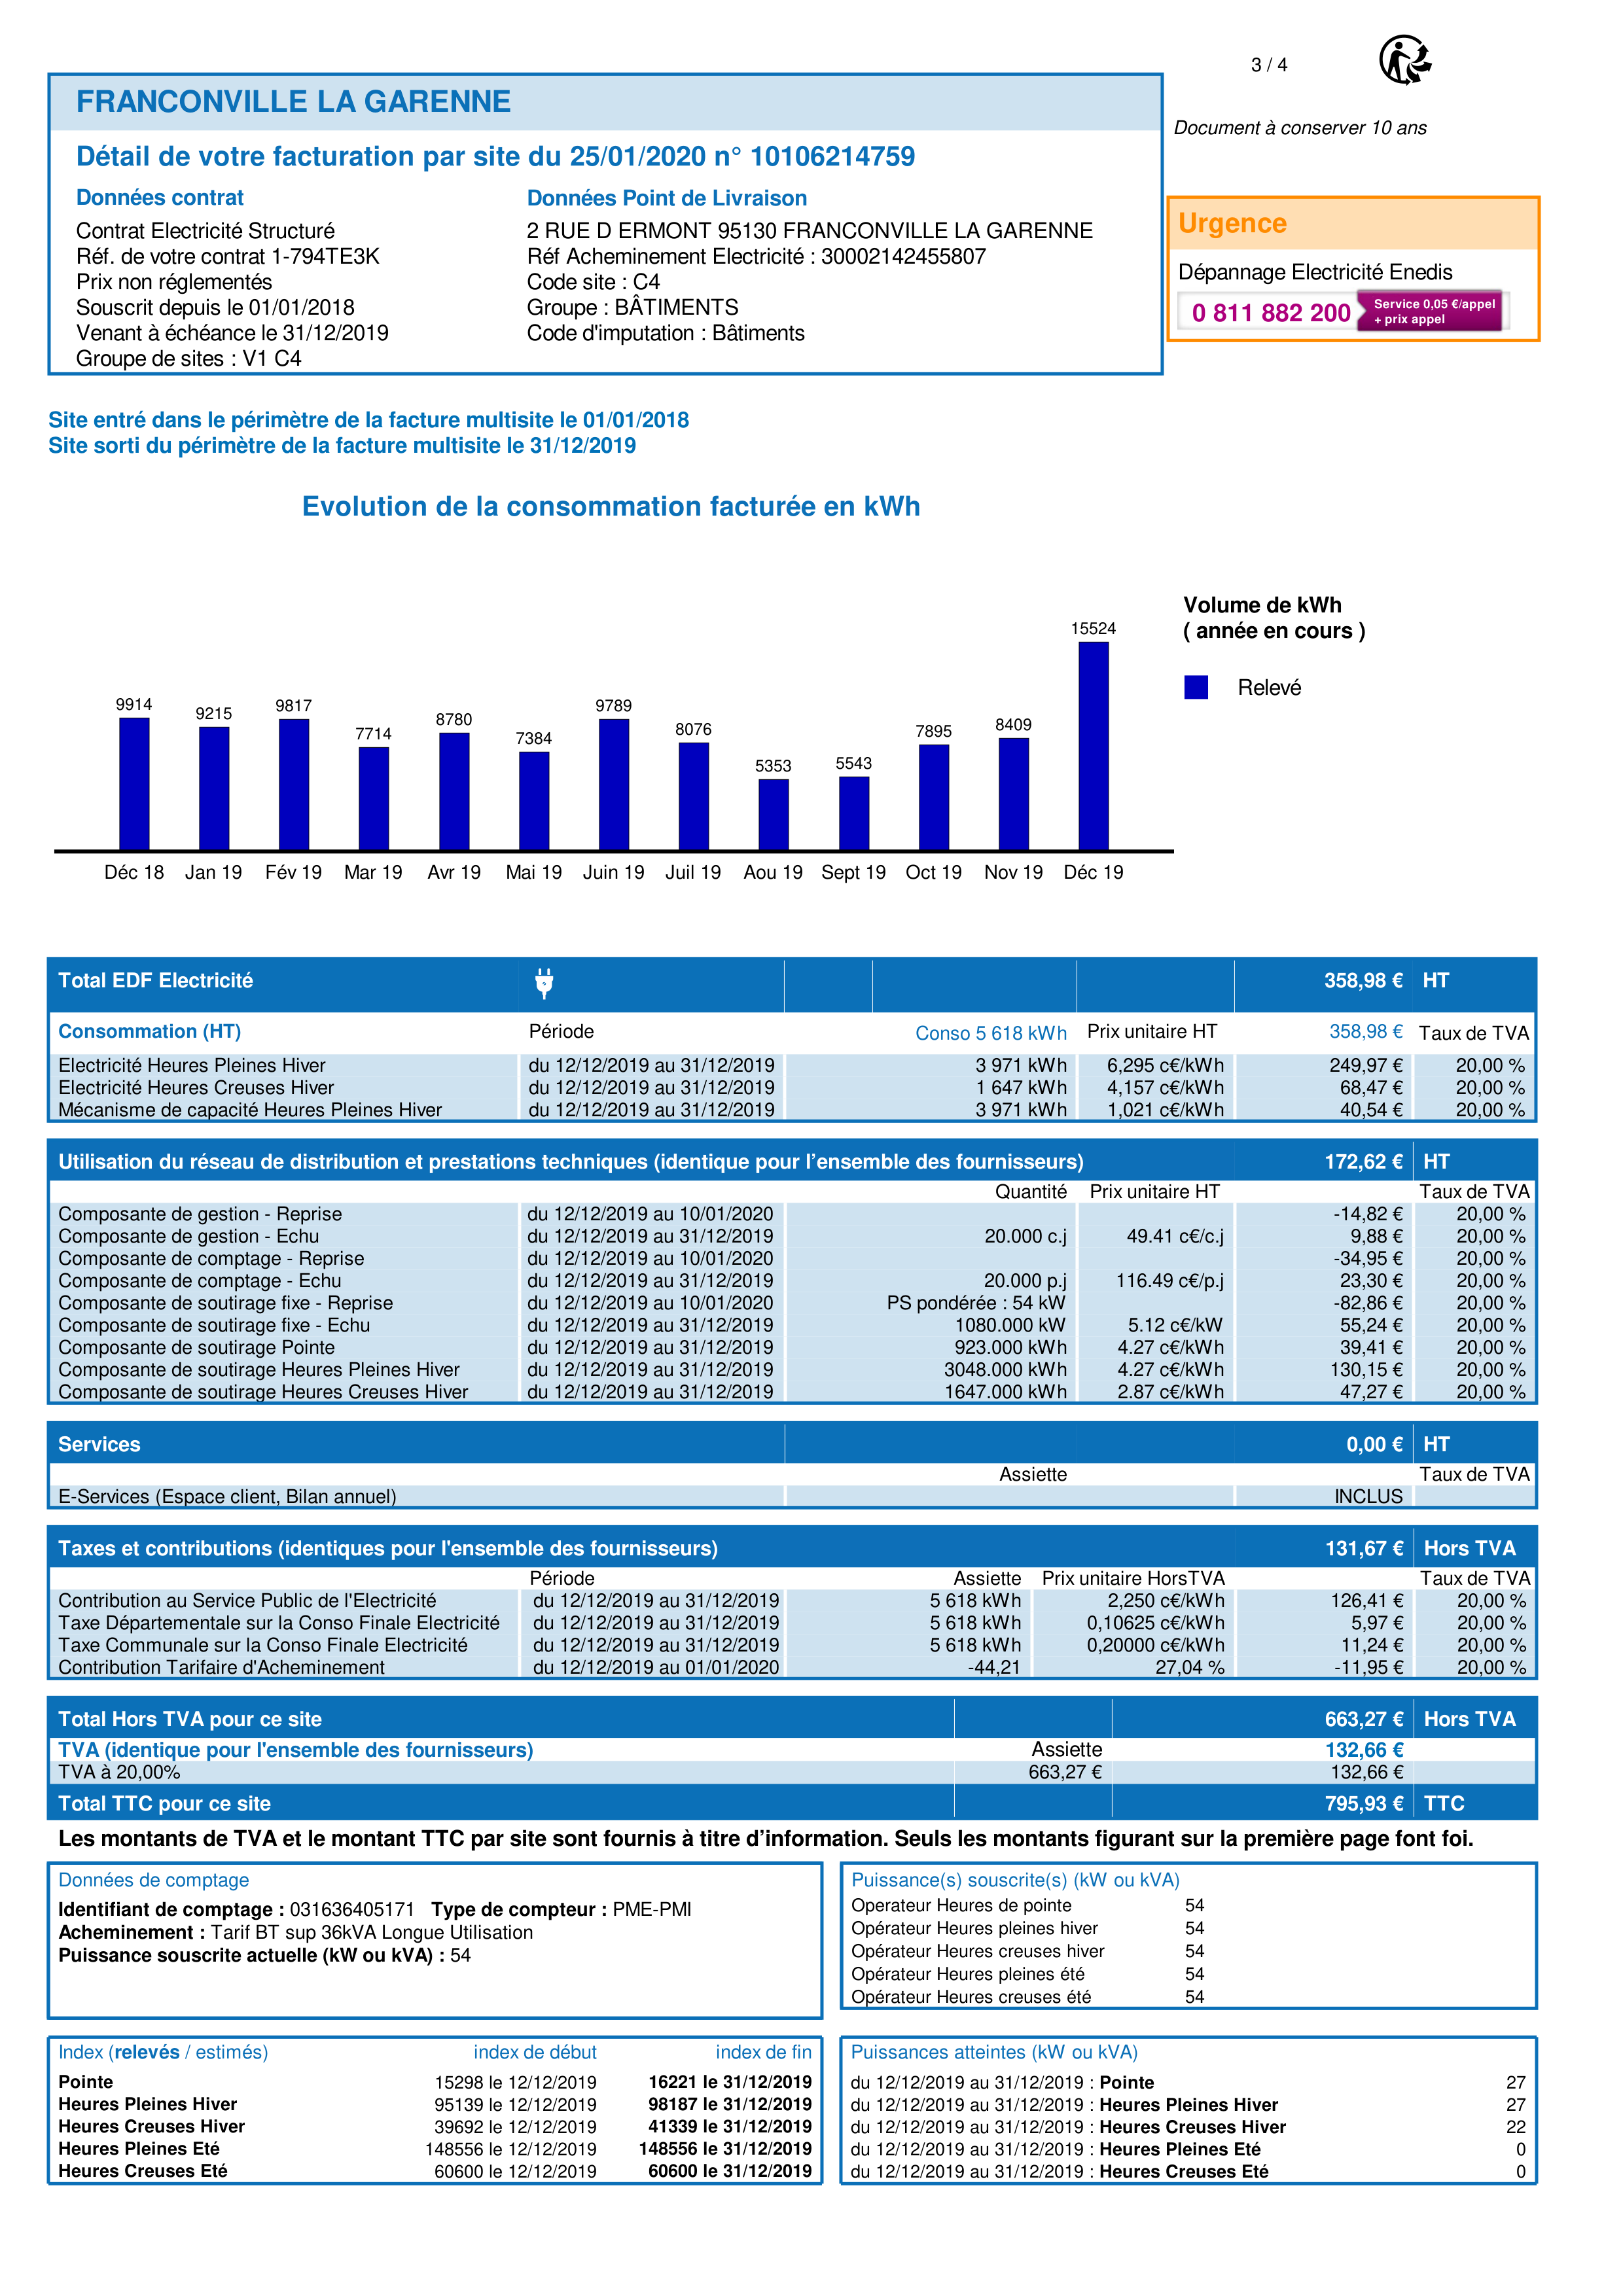 3 / 4
FRANCONVILLE LA GARENNE
Document à conserver 10 ans
Détail de votre facturation par site du 25/01/2020 n° 10106214759
Données contrat
Contrat Electricité Structuré
Réf. de votre contrat 1-794TE3K
Prix non réglementés
Souscrit depuis le 01/01/2018
Venant à échéance le 31/12/2019
Groupe de sites : V1 C4
Données Point de Livraison
2 RUE D ERMONT 95130 FRANCONVILLE LA GARENNE
Réf Acheminement Electricité : 30002142455807
Code site : C4
Groupe : BÂTIMENTS
Code d'imputation : Bâtiments
Urgence
Dépannage Electricité Enedis
0 811 882 200 Service 0,05 €/appel
+ prix appel
Site entré dans le périmètre de la facture multisite le 01/01/2018
Site sorti du périmètre de la facture multisite le 31/12/2019
Evolution de la consommation facturée en kWh
Volume de kWh
( année en cours )
Relevé
9914 9215 9817 7714 8780 7384 9789 8076 5353 5543 7895 8409 15524
Déc 18 Jan 19 Fév 19 Mar 19 Avr 19 Mai 19 Juin 19 Juil 19 Aou 19 Sept 19 Oct 19 Nov 19 Déc 19
Total EDF Electricité 358,98 € HT
Consommation (HT) Période Conso 5 618 kWh Prix unitaire HT 358,98 € Taux de TVA
Electricité Heures Pleines Hiver du 12/12/2019 au 31/12/2019 3 971 kWh 6,295 c€/kWh 249,97 € 20,00 %
Electricité Heures Creuses Hiver du 12/12/2019 au 31/12/2019 1 647 kWh 4,157 c€/kWh 68,47 € 20,00 %
Mécanisme de capacité Heures Pleines Hiver du 12/12/2019 au 31/12/2019 3 971 kWh 1,021 c€/kWh 40,54 € 20,00 %
Utilisation du réseau de distribution et prestations techniques (identique pour l’ensemble des fournisseurs) 172,62 € HT
Quantité Prix unitaire HT Taux de TVA
Composante de gestion - Reprise du 12/12/2019 au 10/01/2020 -14,82 € 20,00 %
Composante de gestion - Echu du 12/12/2019 au 31/12/2019 20.000 c.j 49.41 c€/c.j 9,88 € 20,00 %
Composante de comptage - Reprise du 12/12/2019 au 10/01/2020 -34,95 € 20,00 %
Composante de comptage - Echu du 12/12/2019 au 31/12/2019 20.000 p.j 116.49 c€/p.j 23,30 € 20,00 %
Composante de soutirage fixe - Reprise du 12/12/2019 au 10/01/2020 PS pondérée : 54 kW -82,86 € 20,00 %
Composante de soutirage fixe - Echu du 12/12/2019 au 31/12/2019 1080.000 kW 5.12 c€/kW 55,24 € 20,00 %
Composante de soutirage Pointe du 12/12/2019 au 31/12/2019 923.000 kWh 4.27 c€/kWh 39,41 € 20,00 %
Composante de soutirage Heures Pleines Hiver du 12/12/2019 au 31/12/2019 3048.000 kWh 4.27 c€/kWh 130,15 € 20,00 %
Composante de soutirage Heures Creuses Hiver du 12/12/2019 au 31/12/2019 1647.000 kWh 2.87 c€/kWh 47,27 € 20,00 %
Services 0,00 € HT
Assiette Taux de TVA
E-Services (Espace client, Bilan annuel) INCLUS
Taxes et contributions (identiques pour l'ensemble des fournisseurs) 131,67 € Hors TVA
Période Assiette Prix unitaire HorsTVA Taux de TVA
Contribution au Service Public de l'Electricité du 12/12/2019 au 31/12/2019 5 618 kWh 2,250 c€/kWh 126,41 € 20,00 %
Taxe Départementale sur la Conso Finale Electricité du 12/12/2019 au 31/12/2019 5 618 kWh 0,10625 c€/kWh 5,97 € 20,00 %
Taxe Communale sur la Conso Finale Electricité du 12/12/2019 au 31/12/2019 5 618 kWh 0,20000 c€/kWh 11,24 € 20,00 %
Contribution Tarifaire d'Acheminement du 12/12/2019 au 01/01/2020 -44,21 27,04 % -11,95 € 20,00 %
Total Hors TVA pour ce site 663,27 € Hors TVA
TVA (identique pour l'ensemble des fournisseurs) Assiette 132,66 €
TVA à 20,00% 663,27 € 132,66 €
Total TTC pour ce site 795,93 € TTC
Les montants de TVA et le montant TTC par site sont fournis à titre d’information. Seuls les montants figurant sur la première page font foi.
Données de comptage
Identifiant de comptage : 031636405171 Type de compteur : PME-PMI
Acheminement : Tarif BT sup 36kVA Longue Utilisation
Puissance souscrite actuelle (kW ou kVA) : 54
Puissance(s) souscrite(s) (kW ou kVA)
Operateur Heures de pointe 54
Opérateur Heures pleines hiver 54
Opérateur Heures creuses hiver 54
Opérateur Heures pleines été 54
Opérateur Heures creuses été 54
Index (relevés / estimés) index de début index de fin
Pointe 15298 le 12/12/2019 16221 le 31/12/2019
Heures Pleines Hiver 95139 le 12/12/2019 98187 le 31/12/2019
Heures Creuses Hiver 39692 le 12/12/2019 41339 le 31/12/2019
Heures Pleines Eté 148556 le 12/12/2019 148556 le 31/12/2019
Heures Creuses Eté 60600 le 12/12/2019 60600 le 31/12/2019
Puissances atteintes (kW ou kVA)
du 12/12/2019 au 31/12/2019 : Pointe 27
du 12/12/2019 au 31/12/2019 : Heures Pleines Hiver 27
du 12/12/2019 au 31/12/2019 : Heures Creuses Hiver 22
du 12/12/2019 au 31/12/2019 : Heures Pleines Eté 0
du 12/12/2019 au 31/12/2019 : Heures Creuses Eté 0